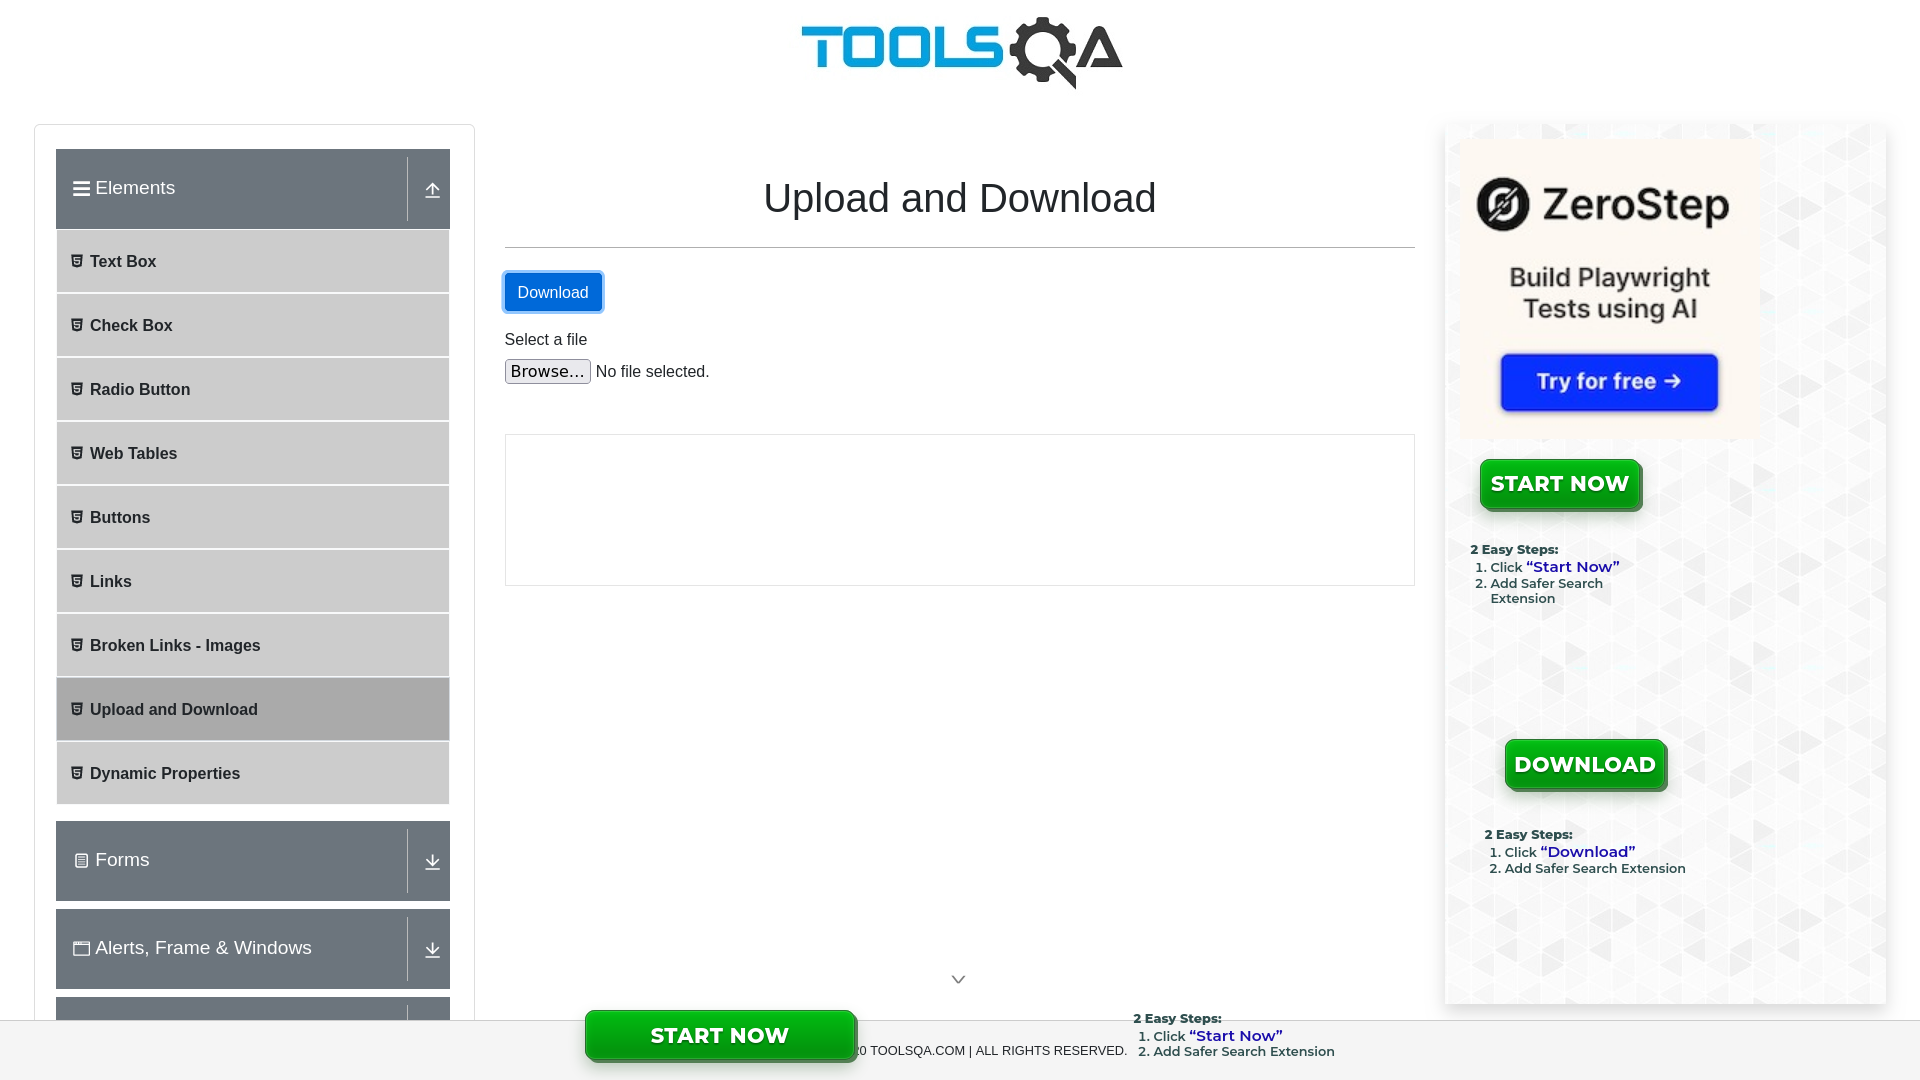 TOOLSQA
Elements
Text Box
Check Box
Radio Button
Web Tables
Buttons
Links
Broken Links - Images
Upload and Download
Dynamic Properties
Forms
Alerts, Frame & Windows
Upload and Download
Download
Select a file
Browse... No file selected.
ZeroStep
Build Playwright
Tests using AI
Try for free →
START NOW
2 Easy Steps:
1. Click “Start Now”
2. Add Safer Search
Extension
DOWNLOAD
2 Easy Steps:
1. Click “Download”
2. Add Safer Search Extension
START NOW
TOOLSQA.COM | ALL RIGHTS RESERVED.
2 Easy Steps:
1. Click “Start Now”
2. Add Safer Search Extension